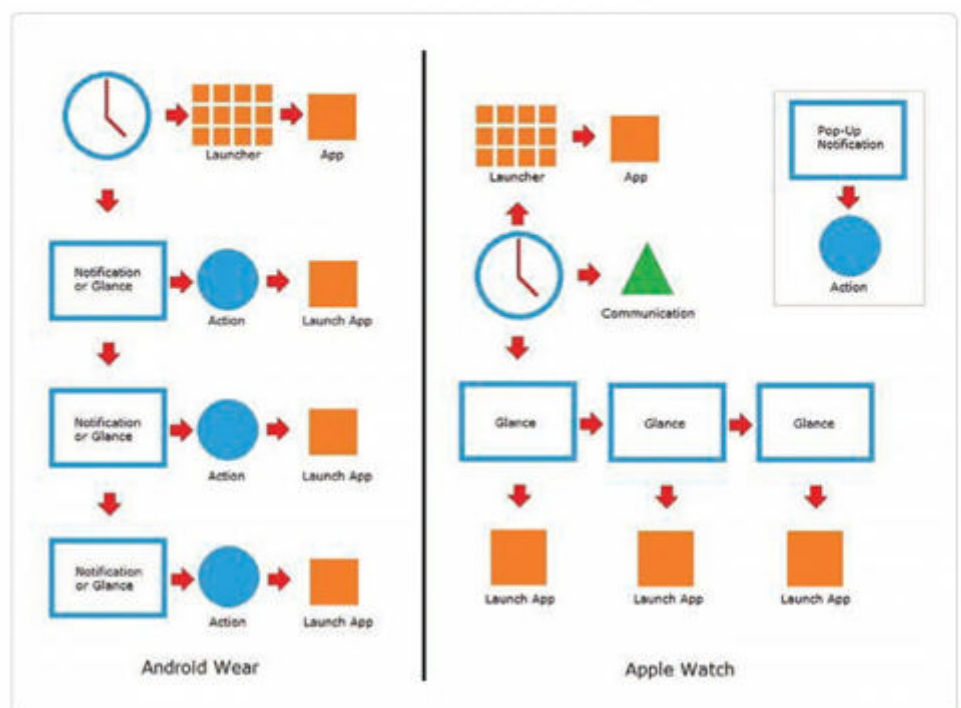 Launcher
App
Notification
or Glance
Action
Launch App
Notification
or Glance
Action
Launch App
Notification
or Glance
Action
Launch App
Android Wear
Launcher
App
Communication
Pop-Up
Notification
Action
Glance
Glance
Glance
Launch App
Launch App
Launch App
Apple Watch